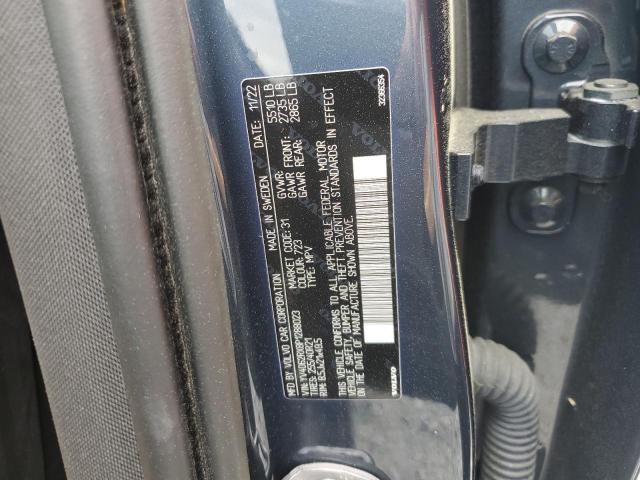 MFD. BY: VOLVO CAR CORPORATION
MADE IN SWEDEN
DATE: 11/22
MARKET CODE: 31
COLOUR: 723
TYPE: MPV
GVWR: 5510 LB
GAWR FRONT: 2735 LB
GAWR REAR: 2865 LB
THIS VEHICLE CONFORMS TO ALL APPLICABLE FEDERAL MOTOR
VEHICLE SAFETY, BUMPER AND THEFT PREVENTION STANDARDS IN EFFECT
ON THE DATE OF MANUFACTURE SHOWN ABOVE.
VOLVO
32366354